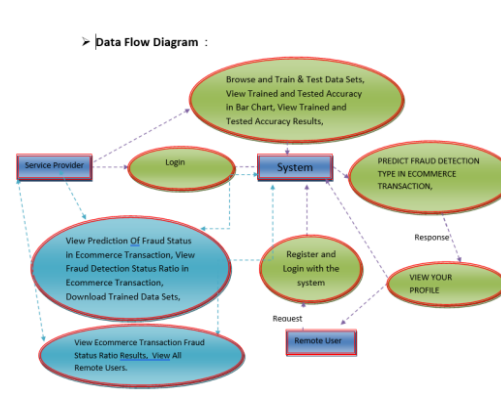 ➢ Data Flow Diagram :
Browse and Train & Test Data Sets,
View Trained and Tested Accuracy
in Bar Chart, View Trained and
Tested Accuracy Results,
Service Provider
Login
System
PREDICT FRAUD DETECTION
TYPE IN ECOMMERCE
TRANSACTION,
View Prediction Of Fraud Status
in Ecommerce Transaction, View
Fraud Detection Status Ratio in
Ecommerce Transaction,
Download Trained Data Sets,
Register and
Login with the
system
Response
VIEW YOUR
PROFILE
Request
Remote User
View Ecommerce Transaction Fraud
Status Ratio Results, View All
Remote Users.